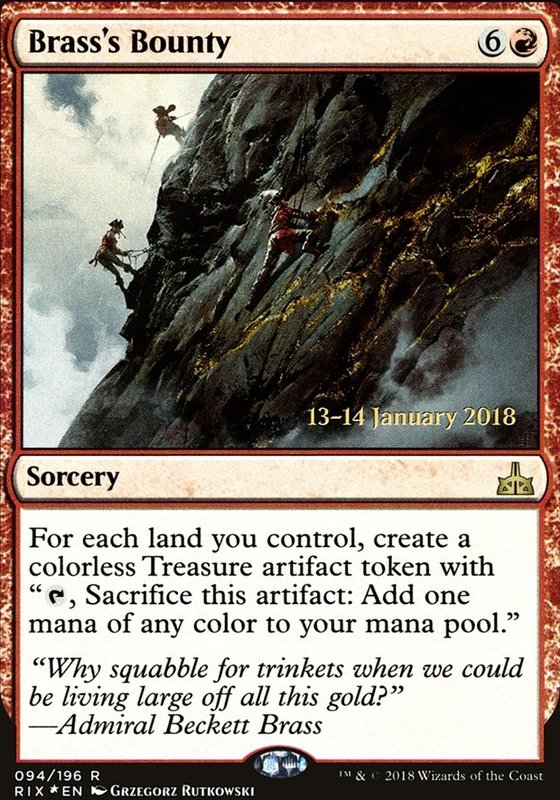 Brass's Bounty 6
13–14 January 2018
Sorcery
For each land you control, create a
colorless Treasure artifact token with
“, Sacrifice this artifact: Add one
mana of any color to your mana pool.”
“Why squabble for trinkets when we could
be living large off all this gold?”
—Admiral Beckett Brass
094/196 R
RIX★EN Grzegorz Rutkowski
™ & © 2018 Wizards of the Coast